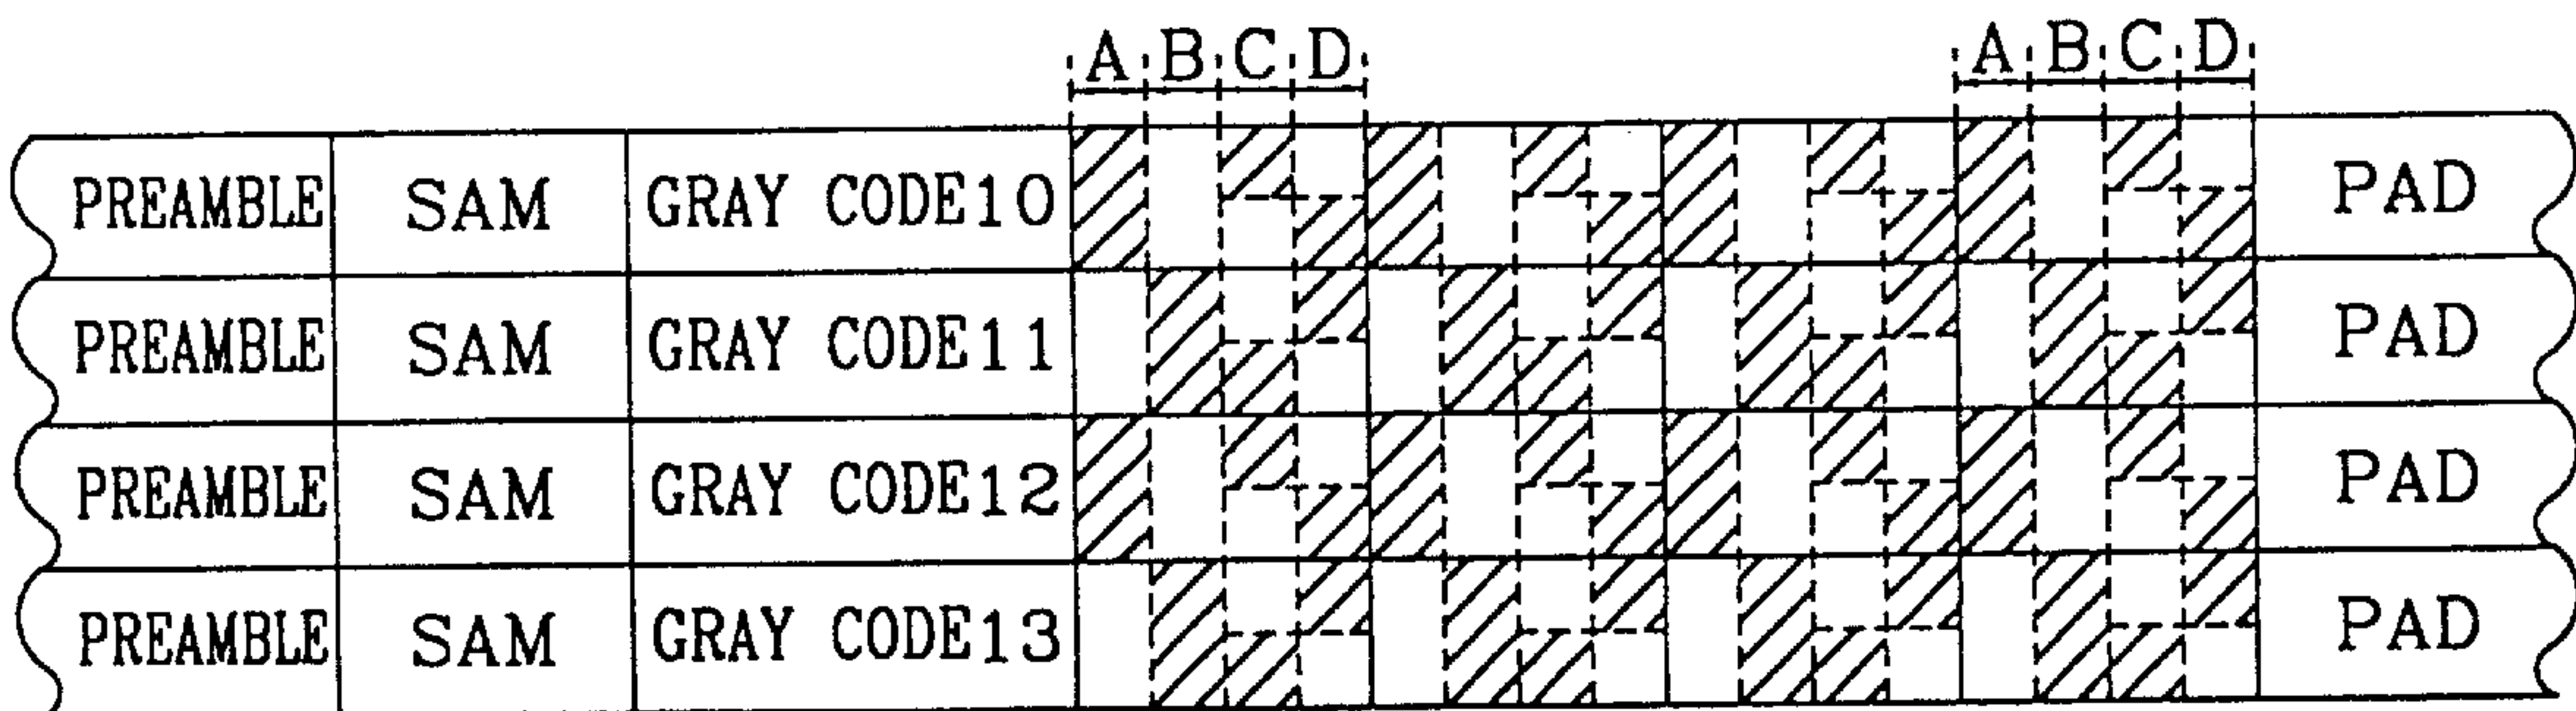 A B C D A B C D
PREAMBLE SAM GRAY CODE10 PAD
PREAMBLE SAM GRAY CODE11 PAD
PREAMBLE SAM GRAY CODE12 PAD
PREAMBLE SAM GRAY CODE13 PAD